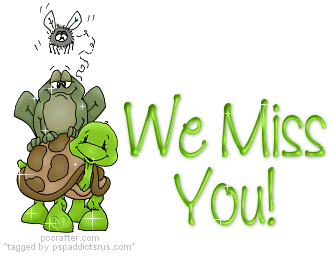 We Miss
You!
pccrafter.com
"tagged by pspaddictsrus.com"